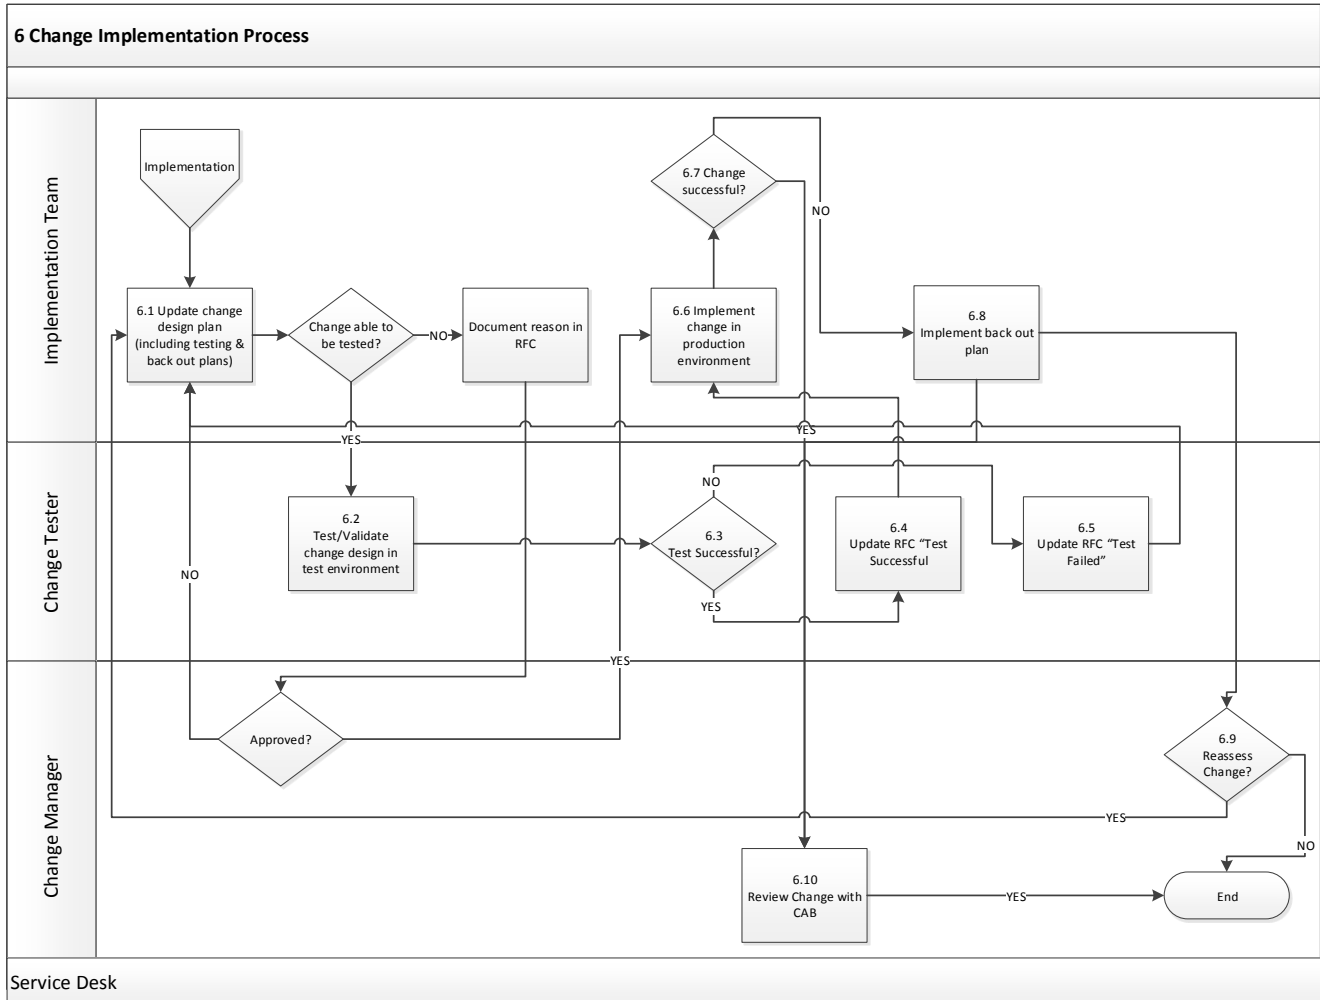 6 Change Implementation Process
Implementation Team
Implementation
6.1 Update change
design plan
(including testing &
back out plans)
Change able to
be tested?
NO
Document reason in
RFC
6.6 Implement
change in
production
environment
6.7 Change
successful?
NO
6.8
Implement back out
plan
YES
YES
Change Tester
6.2
Test/Validate
change design in
test environment
NO
6.3
Test Successful?
YES
6.4
Update RFC “Test
Successful
6.5
Update RFC “Test
Failed”
NO
YES
Change Manager
Approved?
6.9
Reassess
Change?
YES
NO
6.10
Review Change with
CAB
YES
End
Service Desk